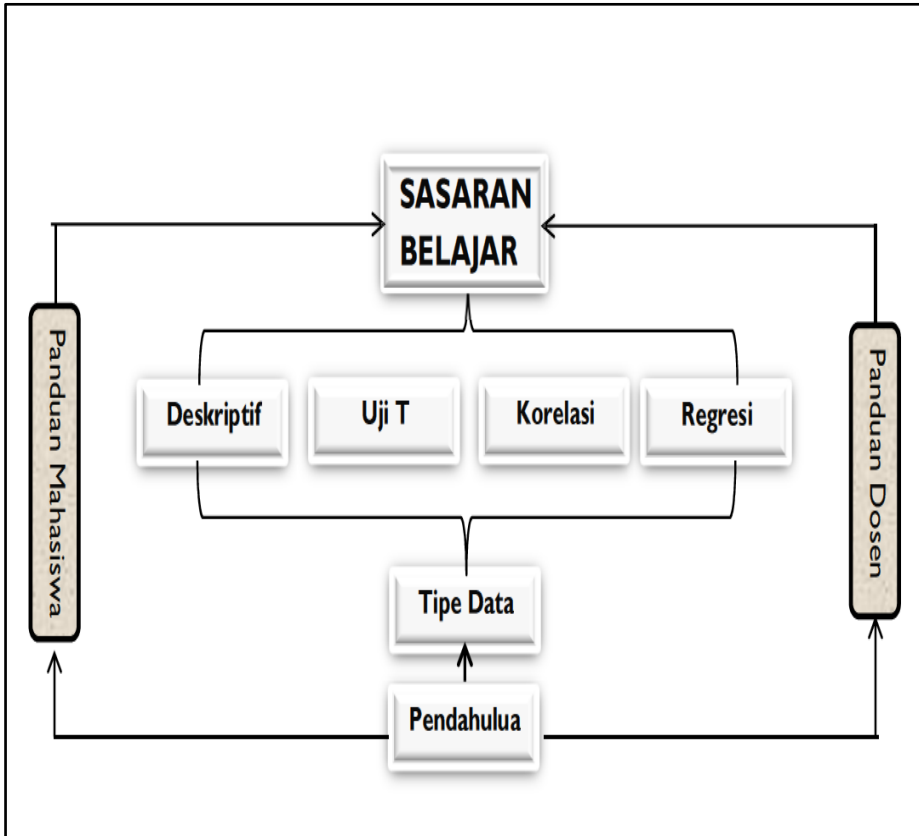 SASARAN
BELAJAR
Panduan Mahasiswa
Deskriptif
Uji T
Korelasi
Regresi
Panduan Dosen
Tipe Data
Pendahulua